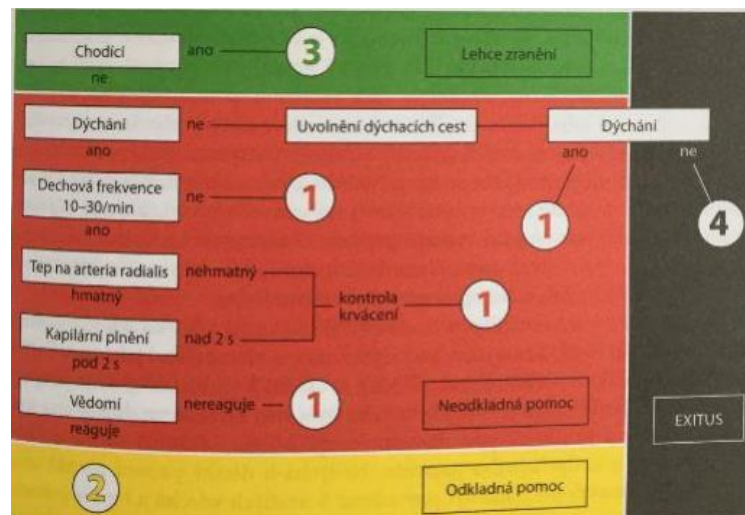 Chodící ano 3 Lehce zranění
ne
Dýchání ne Uvolnění dýchacích cest Dýchání
ano ano ne
Dechová frekvence
10–30/min
ne 1 1 4
ano
Tep na arteria radialis nehmatný
hmatný
kontrola
krvácení
1
Kapilární plnění nad 2 s
pod 2 s
Vědomí nereaguje 1 Neodkladná pomoc EXITUS
reaguje
2 Odkladná pomoc